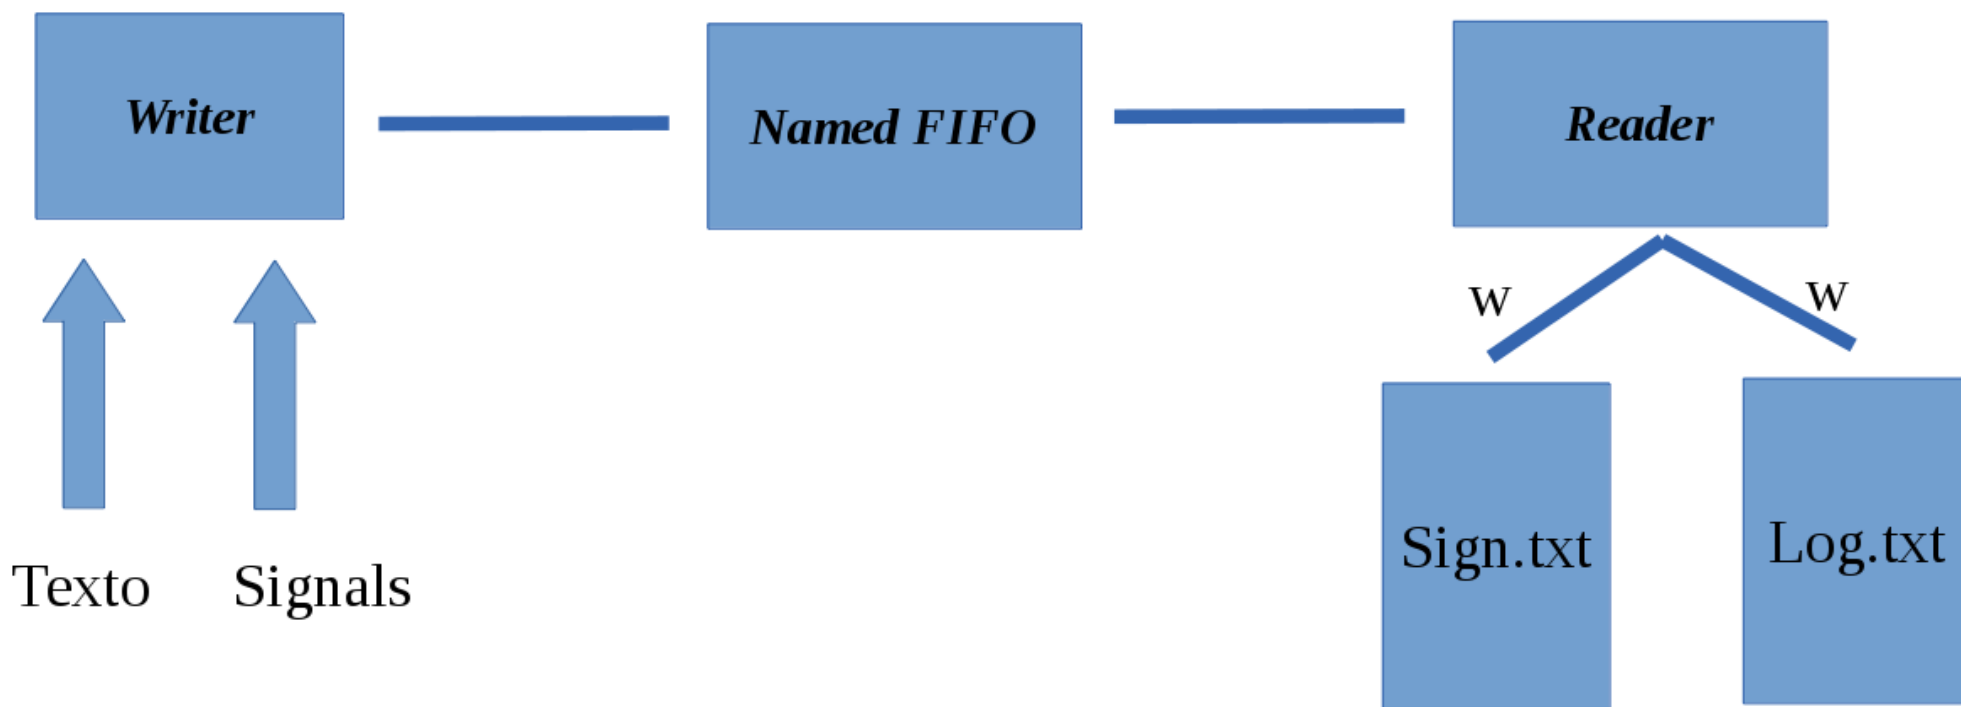 Writer
Named FIFO
Reader
w
w
Sign.txt
Log.txt
Texto
Signals